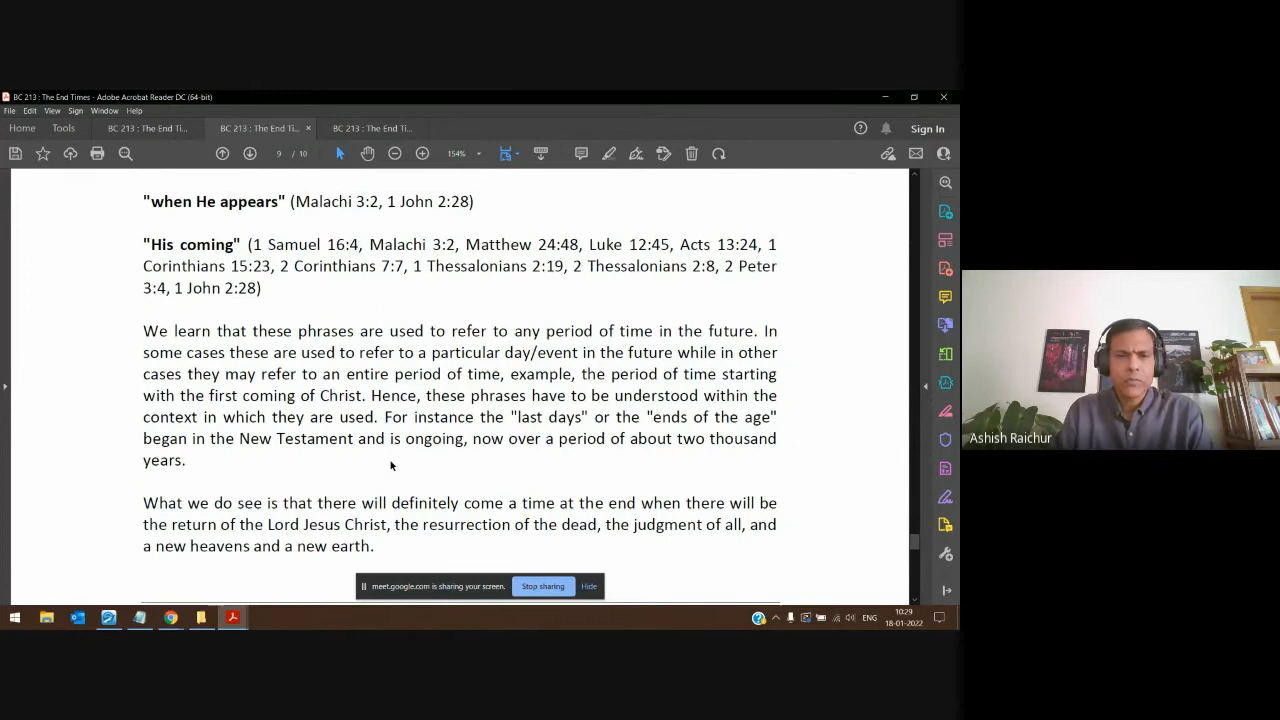 BC 213 : The End Times - Adobe Acrobat Reader DC (64-bit)
File Edit View Sign Window Help
Home Tools BC 213 : The End Ti... BC 213 : The End Ti... × BC 213 : The End Ti... Sign In
9 / 10 154%
"when He appears" (Malachi 3:2, 1 John 2:28)
"His coming" (1 Samuel 16:4, Malachi 3:2, Matthew 24:48, Luke 12:45, Acts 13:24, 1
Corinthians 15:23, 2 Corinthians 7:7, 1 Thessalonians 2:19, 2 Thessalonians 2:8, 2 Peter
3:4, 1 John 2:28)
We learn that these phrases are used to refer to any period of time in the future. In
some cases these are used to refer to a particular day/event in the future while in other
cases they may refer to an entire period of time, example, the period of time starting
with the first coming of Christ. Hence, these phrases have to be understood within the
context in which they are used. For instance the "last days" or the "ends of the age"
began in the New Testament and is ongoing, now over a period of about two thousand
years.
What we do see is that there will definitely come a time at the end when there will be
the return of the Lord Jesus Christ, the resurrection of the dead, the judgment of all, and
a new heavens and a new earth.
meet.google.com is sharing your screen. Stop sharing Hide
ENG 10:29
18-01-2022
Ashish Raichur